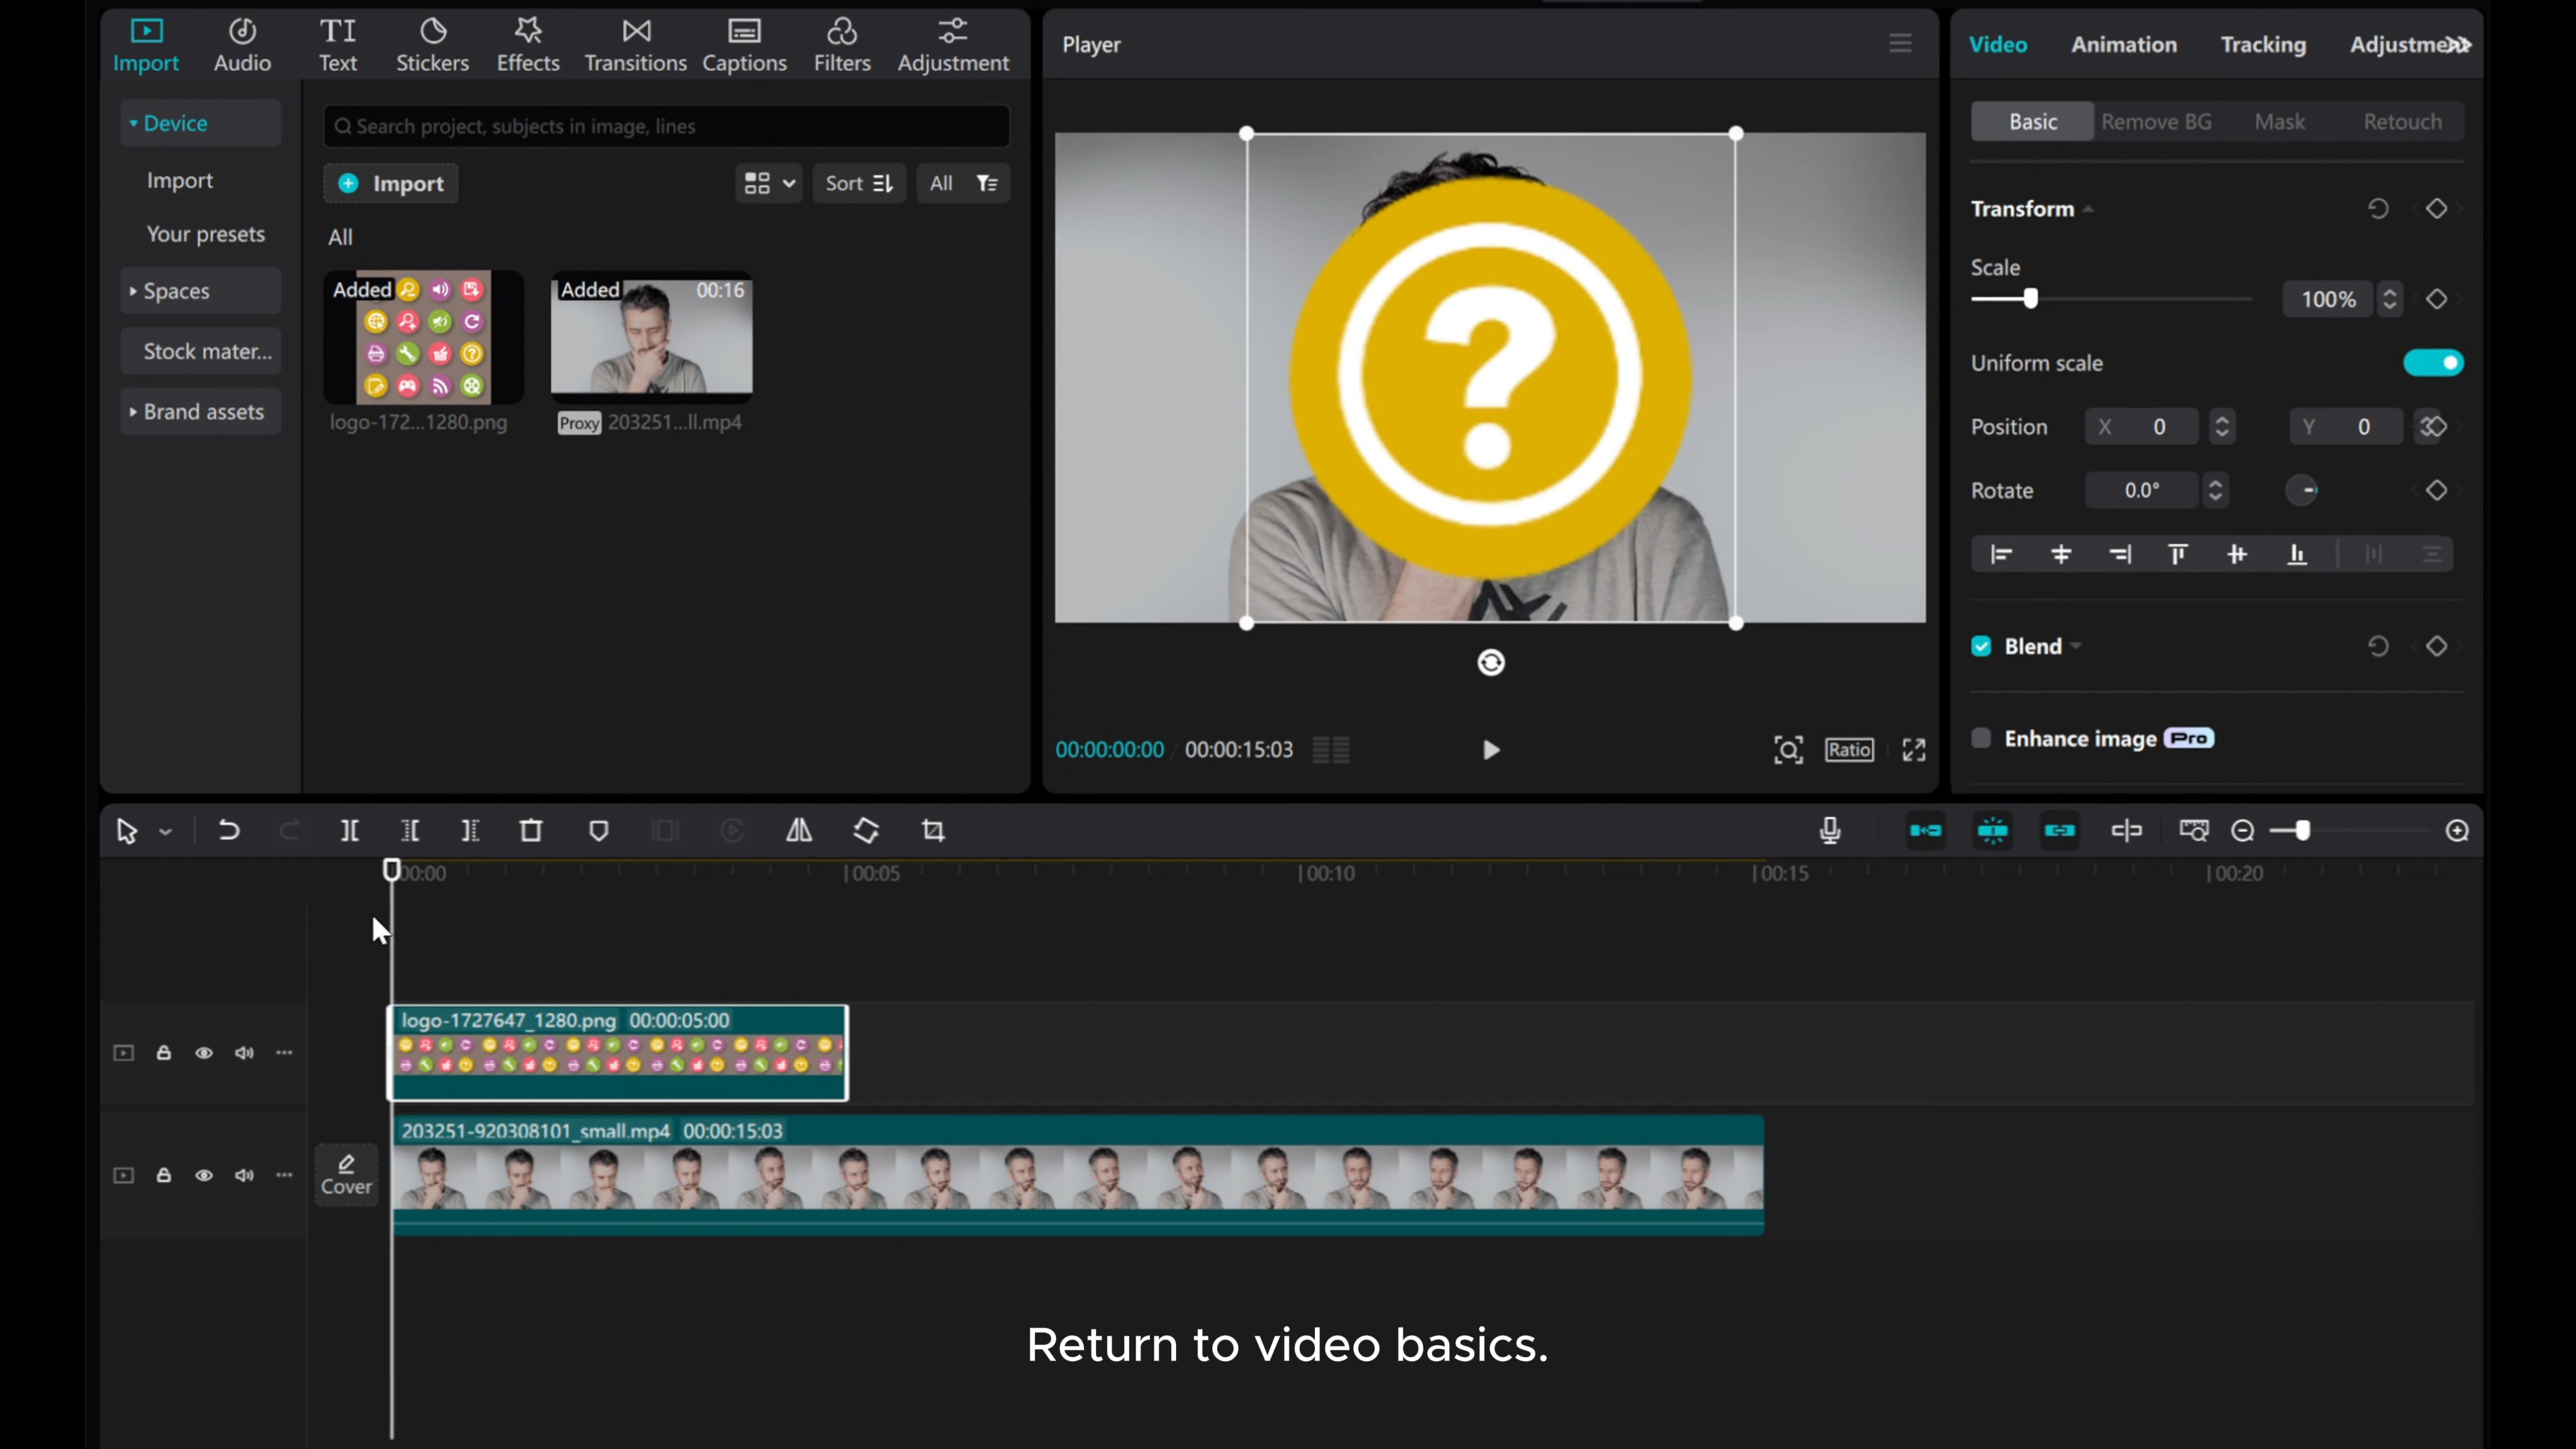 Import
Audio
Text
Stickers
Effects
Transitions
Captions
Filters
Adjustment
Device
Import
Your presets
Spaces
Stock mater...
Brand assets
Search project, subjects in image, lines
Import
Sort
All
All
Added
logo-172...1280.png
Added 00:16
Proxy 203251...ll.mp4
Player
00:00:00:00 / 00:00:15:03
Ratio
Video
Animation
Tracking
Basic
Remove BG
Mask
Retouch
Transform
Scale
100%
Uniform scale
Position X 0 Y 0
Rotate 0.0°
Blend
Enhance image Pro
00:00
00:05
00:10
00:15
00:20
logo-1727647_1280.png 00:00:05:00
Cover
203251-920308101_small.mp4 00:00:15:03
Return to video basics.